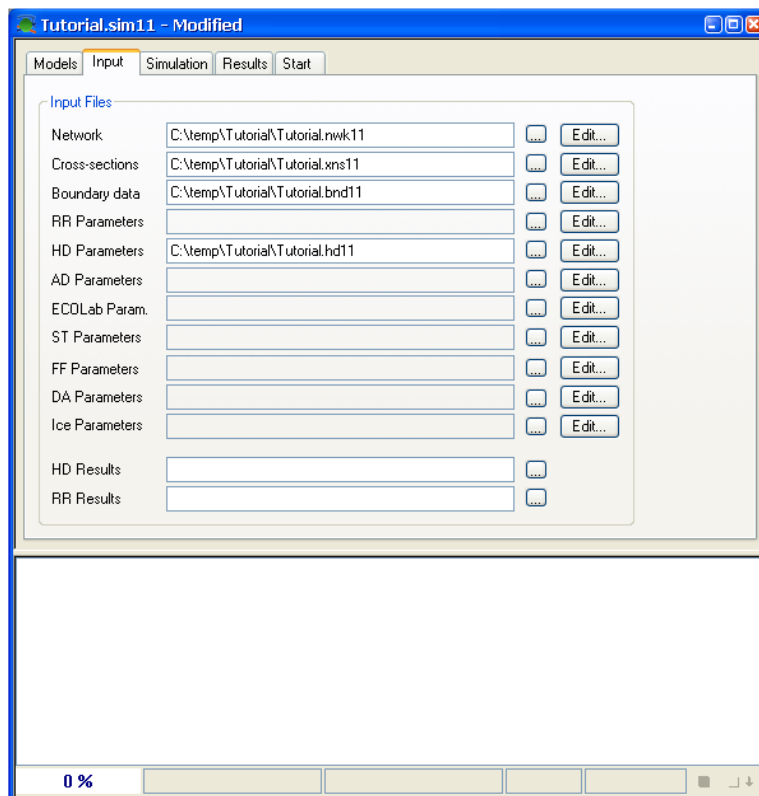 Tutorial.sim11 - Modified
Models Input Simulation Results Start
Input Files
Network C:\temp\Tutorial\Tutorial.nwk11 ... Edit...
Cross-sections C:\temp\Tutorial\Tutorial.xns11 ... Edit...
Boundary data C:\temp\Tutorial\Tutorial.bnd11 ... Edit...
RR Parameters ... Edit...
HD Parameters C:\temp\Tutorial\Tutorial.hd11 ... Edit...
AD Parameters ... Edit...
ECOLab Param. ... Edit...
ST Parameters ... Edit...
FF Parameters ... Edit...
DA Parameters ... Edit...
Ice Parameters ... Edit...
HD Results ...
RR Results ...
0 %